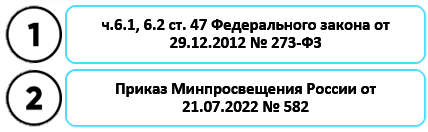 1
ч.6.1, 6.2 ст. 47 Федерального закона от
29.12.2012 № 273-ФЗ
2
Приказ Минпросвещения России от
21.07.2022 № 582